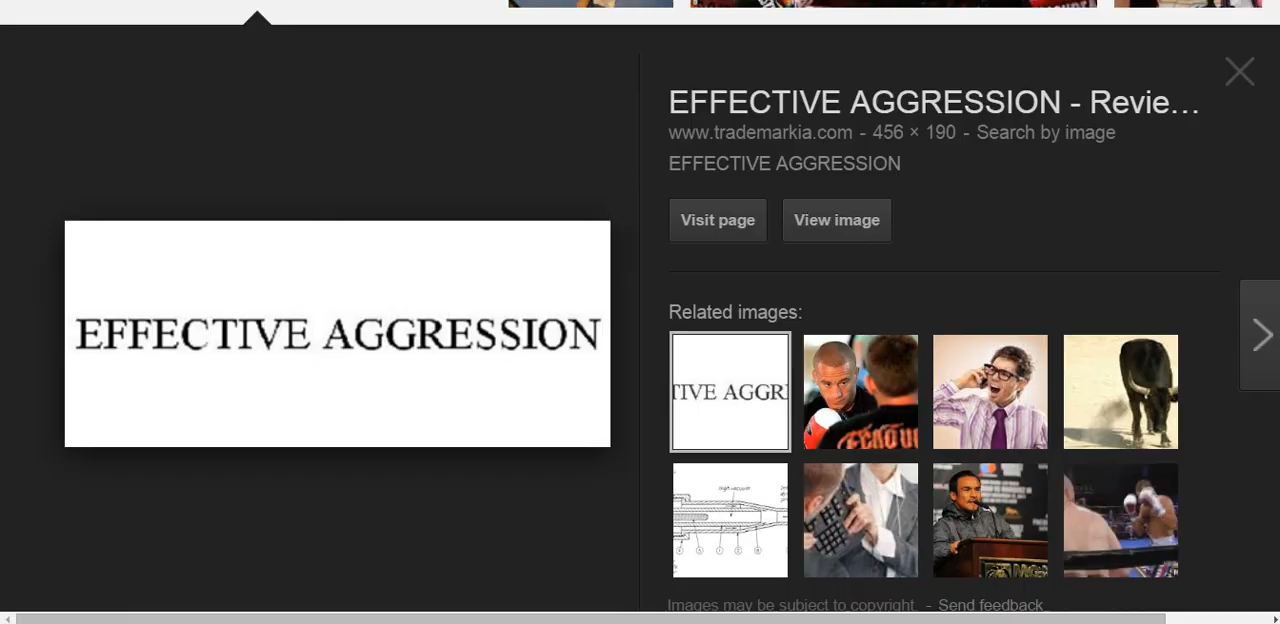 EFFECTIVE AGGRESSION - Revie...
www.trademarkia.com - 456 × 190 - Search by image
EFFECTIVE AGGRESSION
Visit page
View image
EFFECTIVE AGGRESSION
Related images:
TIVE AGGR
Images may be subject to copyright. - Send feedback